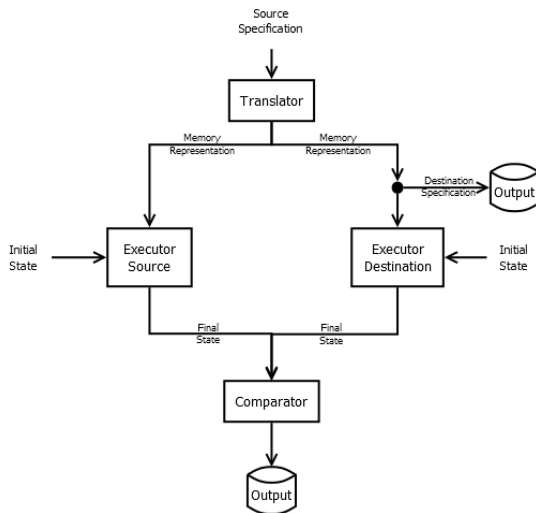 Source
Specification
Translator
Memory
Representation
Memory
Representation
Destination
Specification
Output
Initial
State
Executor
Source
Executor
Destination
Initial
State
Final
State
Final
State
Comparator
Output